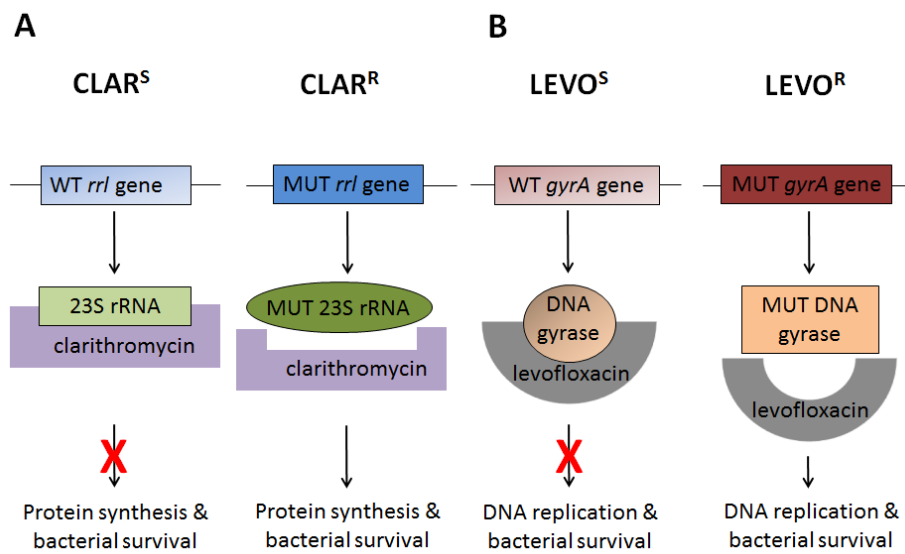 A
CLARS
WT rrl gene
23S rRNA
clarithromycin
Protein synthesis &
bacterial survival
CLARR
MUT rrl gene
MUT 23S rRNA
clarithromycin
Protein synthesis &
bacterial survival
B
LEVOS
WT gyrA gene
DNA
gyrase
levofloxacin
X
DNA replication &
bacterial survival
LEVOR
MUT gyrA gene
MUT DNA
gyrase
levofloxacin
DNA replication &
bacterial survival